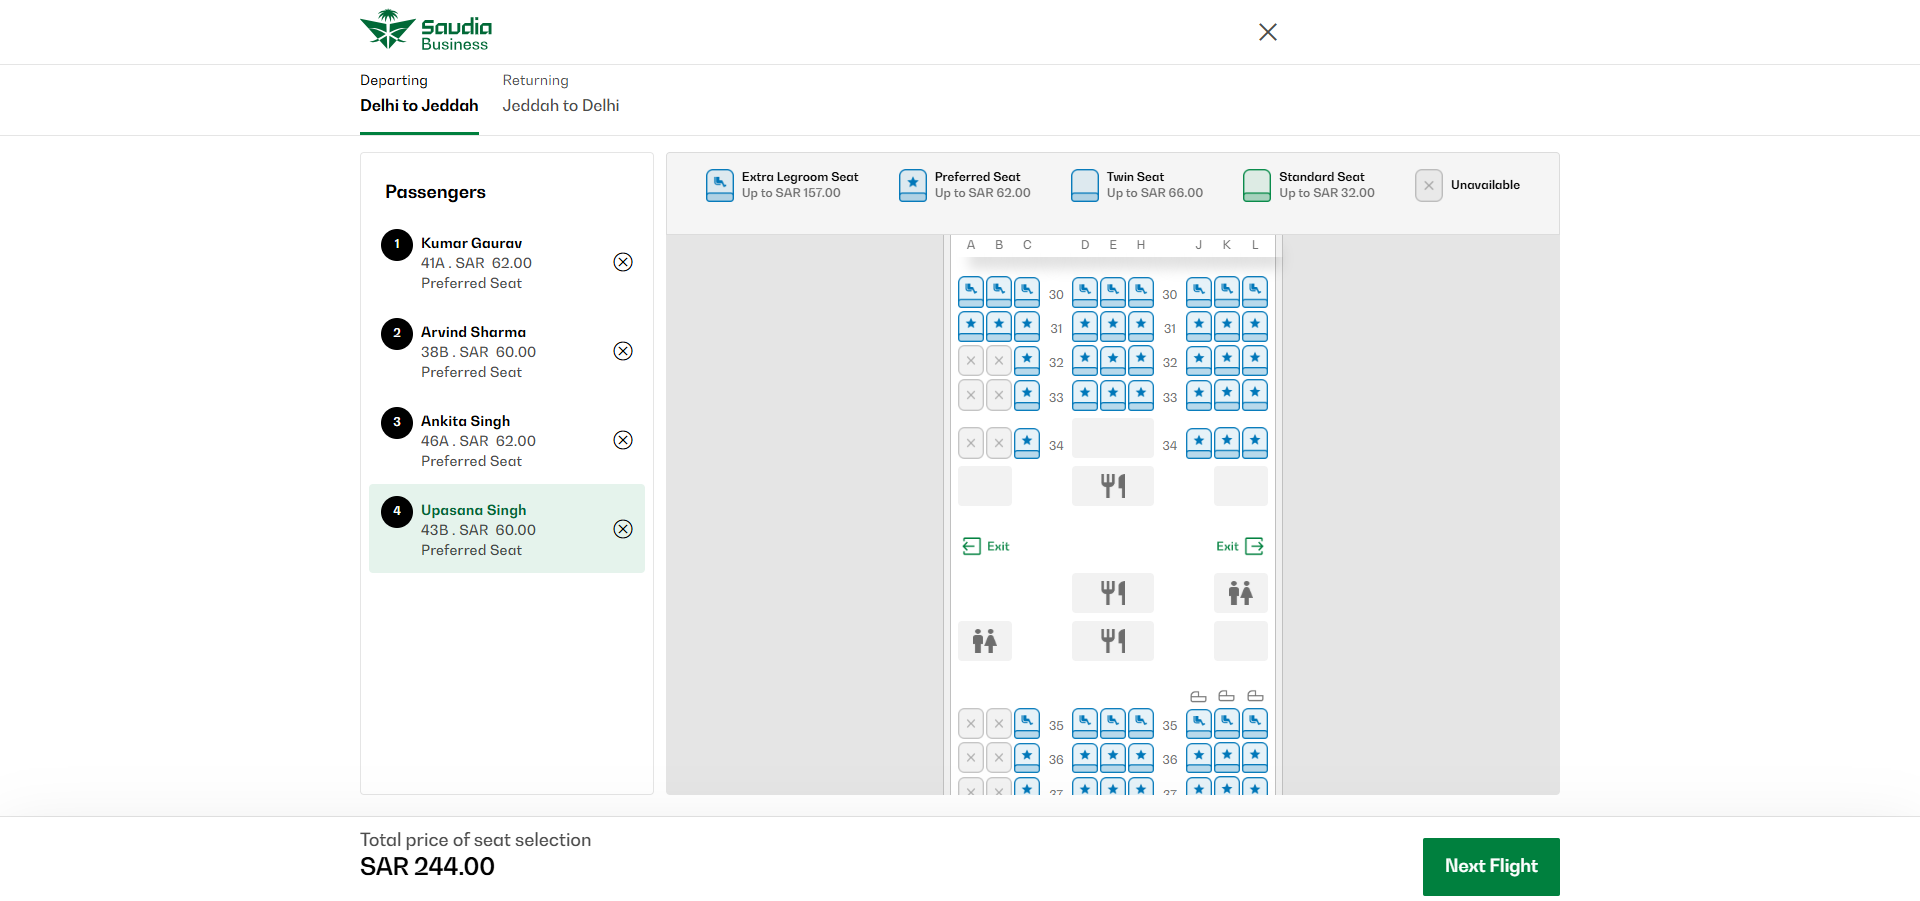 Saudia
Business
Departing
Delhi to Jeddah
Returning
Jeddah to Delhi
Passengers
1
Kumar Gaurav
41A . SAR 62.00
Preferred Seat
2
Arvind Sharma
38B . SAR 60.00
Preferred Seat
3
Ankita Singh
46A . SAR 62.00
Preferred Seat
4
Upasana Singh
43B . SAR 60.00
Preferred Seat
Extra Legroom Seat
Up to SAR 157.00
Preferred Seat
Up to SAR 62.00
Twin Seat
Up to SAR 66.00
Standard Seat
Up to SAR 32.00
Unavailable
A B C D E H J K L
30 30
31 31
32 32
33 33
34 34
Exit Exit
35 35
36 36
37 37
Total price of seat selection
SAR 244.00
Next Flight